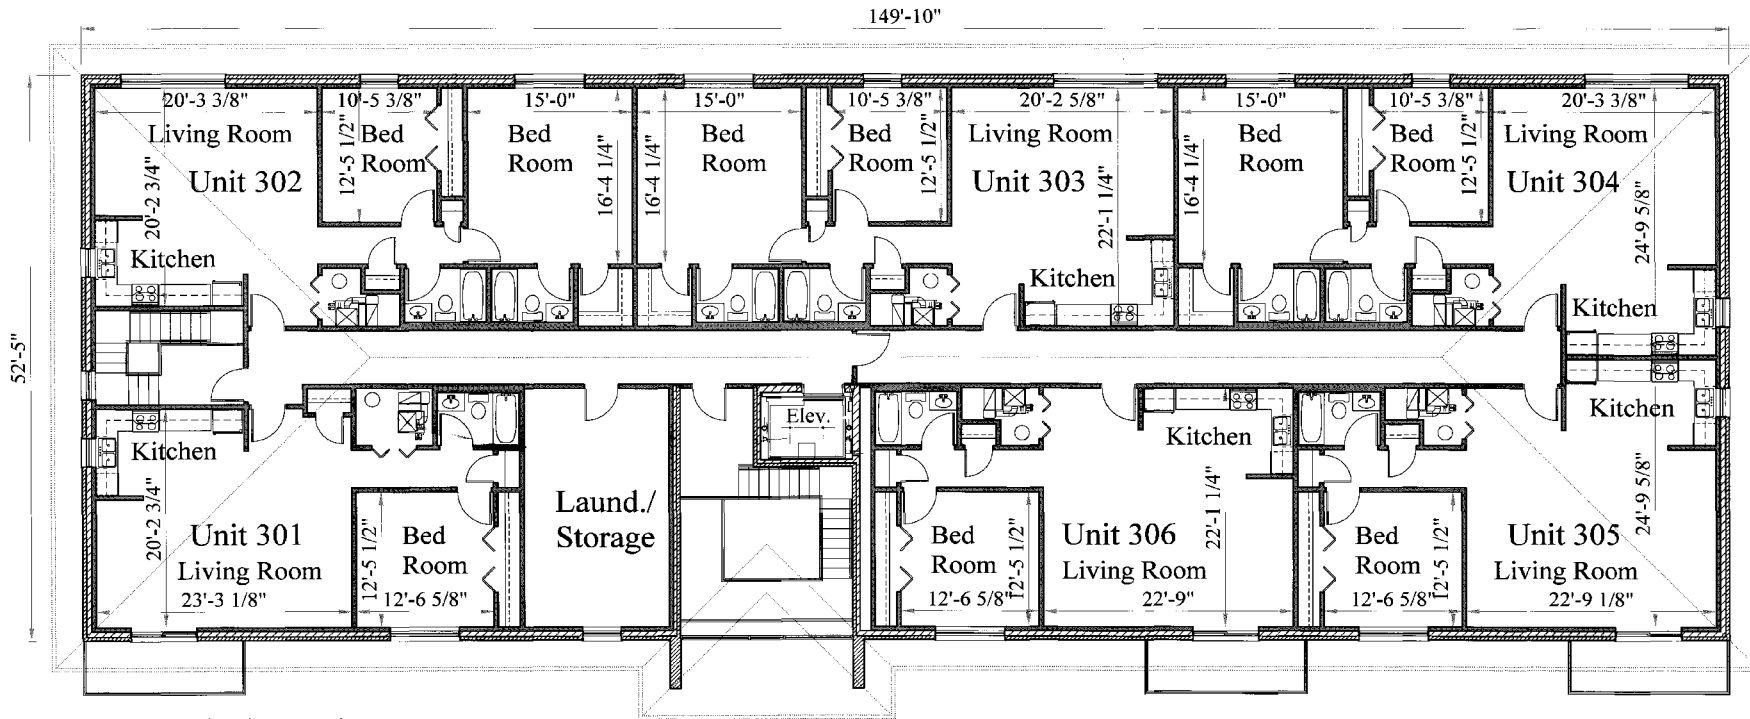 149'-10"
52'-5"
20'-3 3/8"
Living Room
20'-2 3/4"
Unit 302
Kitchen
10'-5 3/8"
12'-5 1/2"
Bed
Room
15'-0"
Bed
Room
16'-4 1/4"
15'-0"
16'-4 1/4"
Bed
Room
10'-5 3/8"
Bed
Room
12'-5 1/2"
20'-2 5/8"
Living Room
Unit 303
22'-1 1/4"
Kitchen
15'-0"
16'-4 1/4"
Bed
Room
10'-5 3/8"
Bed
Room
12'-5 1/2"
20'-3 3/8"
Living Room
Unit 304
24'-9 5/8"
Kitchen
Kitchen
20'-2 3/4"
Unit 301
Living Room
23'-3 1/8"
12'-5 1/2"
Bed
Room
12'-6 5/8"
Laund./
Storage
Elev.
Bed
Room
12'-5 1/2"
12'-6 5/8"
Kitchen
22'-1 1/4"
Unit 306
Living Room
22'-9"
Bed
Room
12'-5 1/2"
12'-6 5/8"
Kitchen
24'-9 5/8"
Unit 305
Living Room
22'-9 1/8"